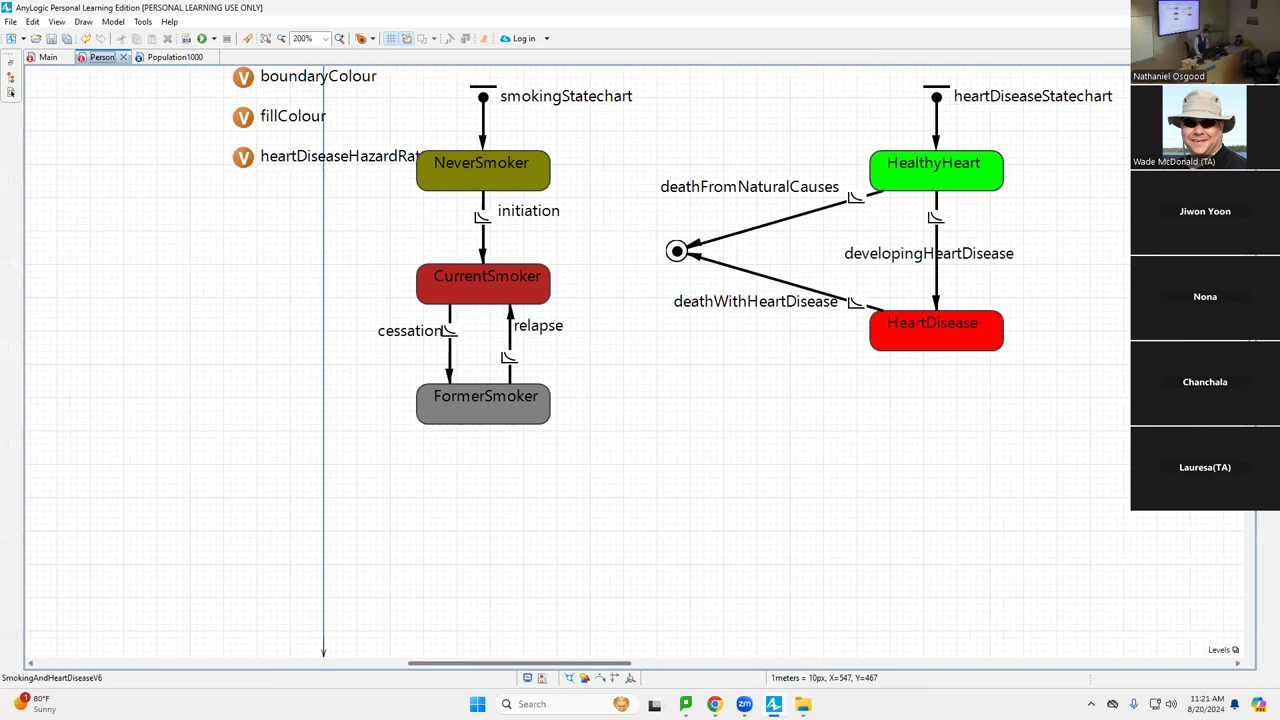 AnyLogic Personal Learning Edition [PERSONAL LEARNING USE ONLY]
File Edit View Draw Model Tools Help
200%
Log in
Main
Person
Population1000
boundaryColour
fillColour
heartDiseaseHazardRat
smokingStatechart
NeverSmoker
initiation
CurrentSmoker
cessation
relapse
FormerSmoker
heartDiseaseStatechart
HealthyHeart
deathFromNaturalCauses
developingHeartDisease
deathWithHeartDisease
HeartDisease
Levels
Nathaniel Osgood
Wade McDonald (TA)
Jiwon Yoon
Nona
Chanchala
Lauresa(TA)
SmokingAndHeartDiseaseV6
1meters = 10px, X=547, Y=467
80°F
Sunny
Search
zm
11:21 AM
8/20/2024